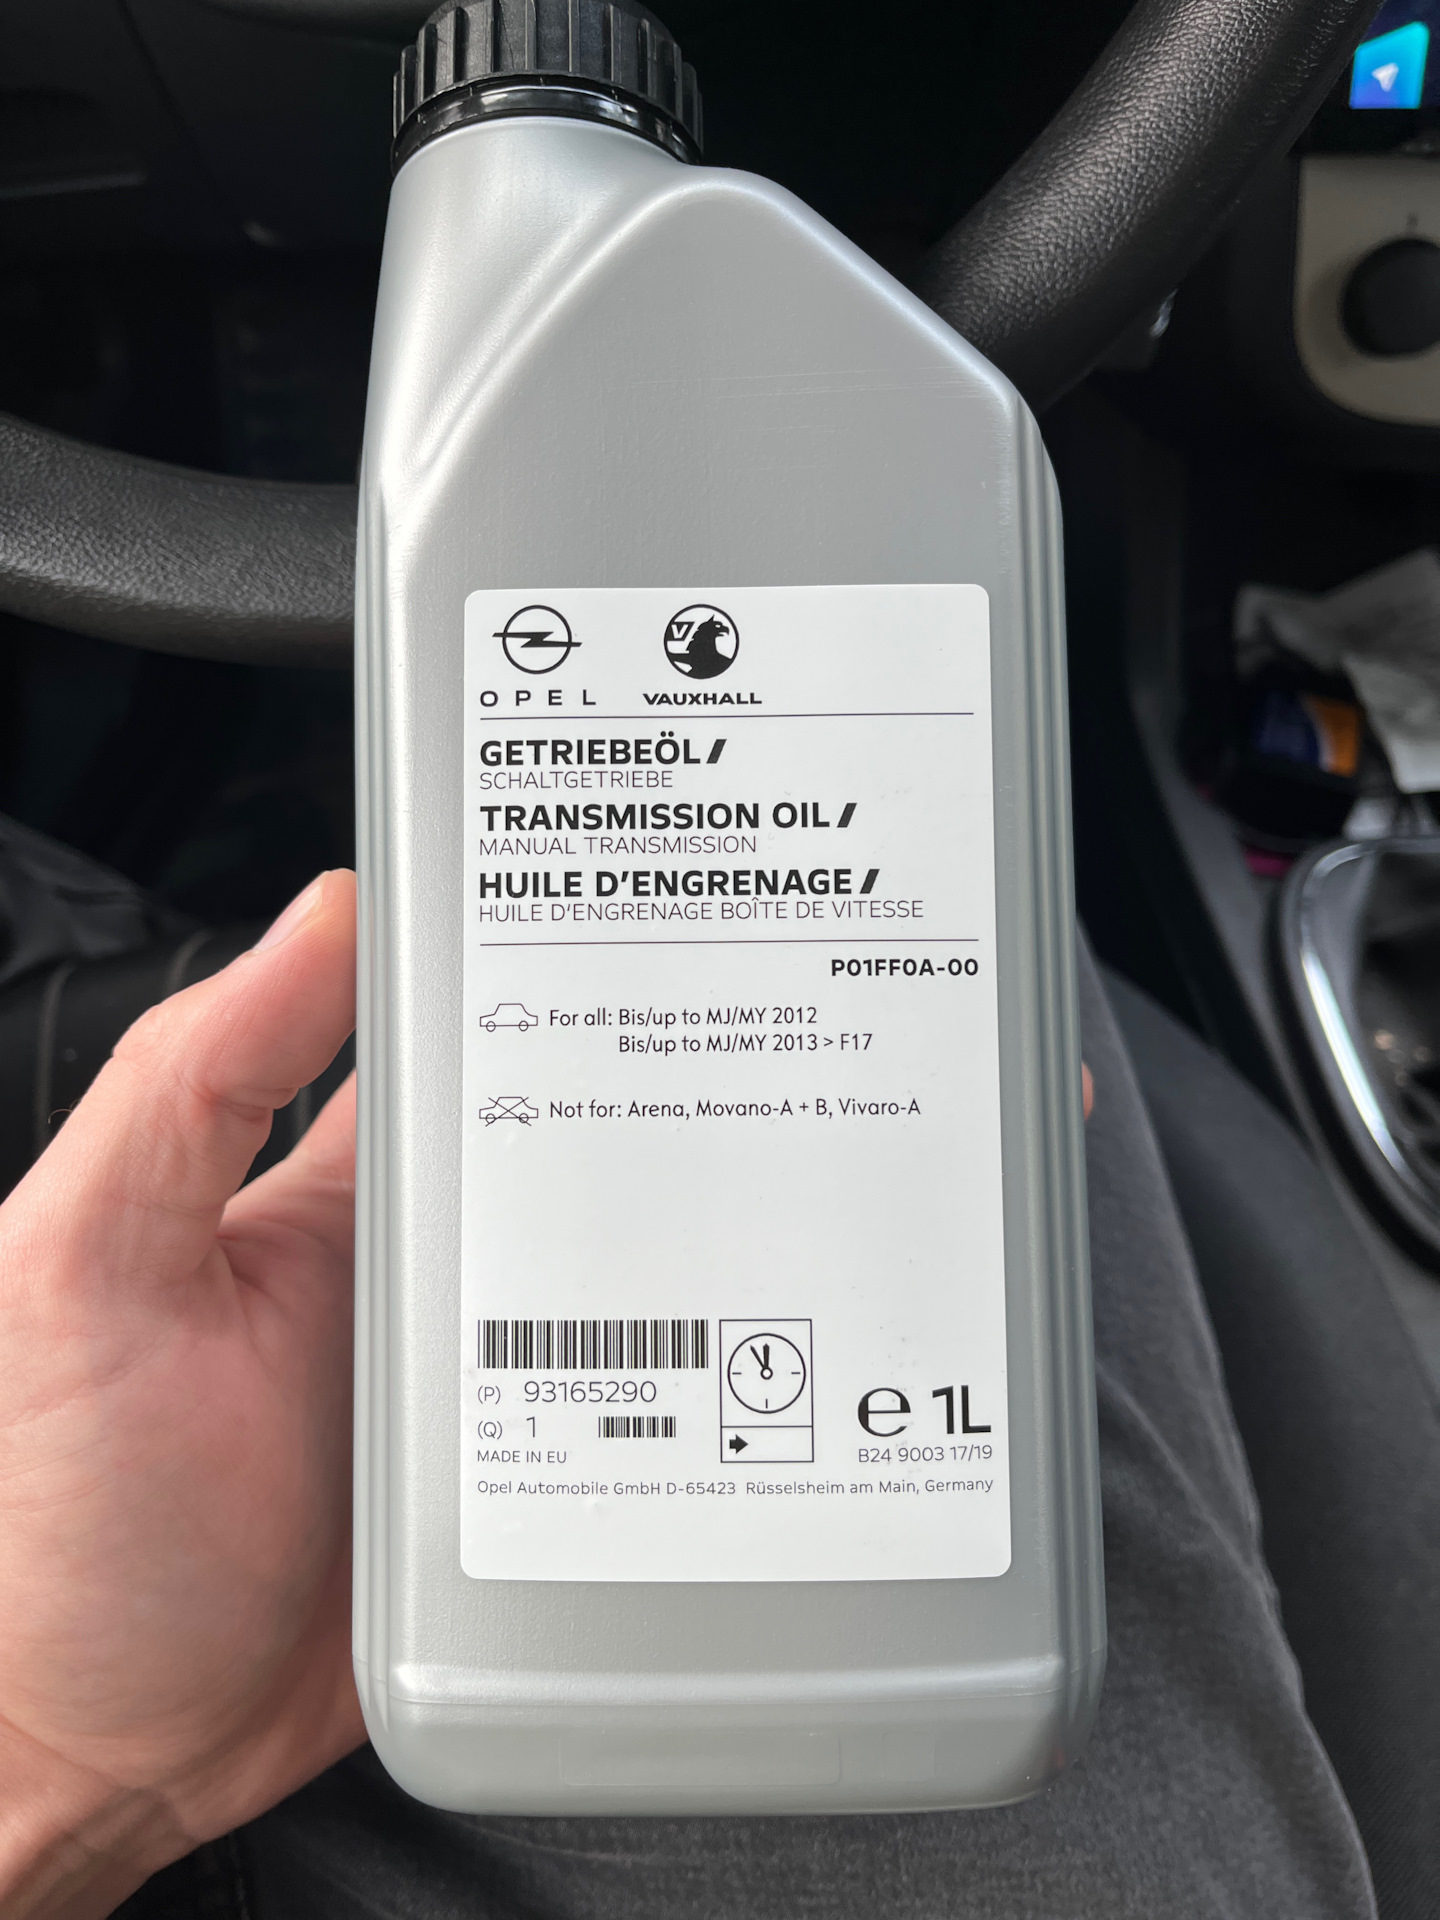 OPEL
VAUXHALL
GETRIEBEÖL/
SCHALTGETRIEBE
TRANSMISSION OIL/
MANUAL TRANSMISSION
HUILE D'ENGRENAGE/
HUILE D'ENGRENAGE BOÎTE DE VITESSE
P01FF0A-00
For all: Bis/up to MJ/MY 2012
Bis/up to MJ/MY 2013 > F17
Not for: Arena, Movano-A + B, Vivaro-A
(P) 93165290
(Q) 1
MADE IN EU
e 1L
B24 9003 17/19
Opel Automobile GmbH D-65423 Rüsselsheim am Main, Germany